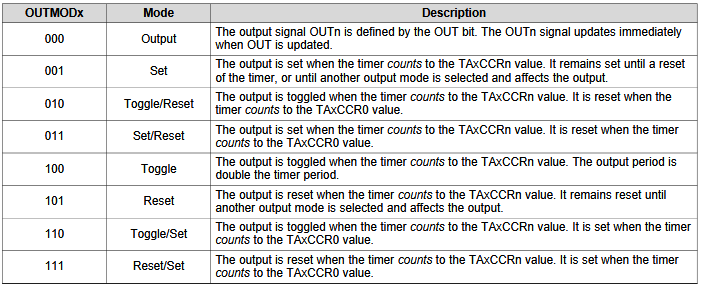 OUTMODx Mode Description
000 Output The output signal OUTn is defined by the OUT bit. The OUTn signal updates immediately
when OUT is updated.
001 Set The output is set when the timer counts to the TAxCCRn value. It remains set until a reset
of the timer, or until another output mode is selected and affects the output.
010 Toggle/Reset The output is toggled when the timer counts to the TAxCCRn value. It is reset when the
timer counts to the TAxCCR0 value.
011 Set/Reset The output is set when the timer counts to the TAxCCRn value. It is reset when the timer
counts to the TAxCCR0 value.
100 Toggle The output is toggled when the timer counts to the TAxCCRn value. The output period is
double the timer period.
101 Reset The output is reset when the timer counts to the TAxCCRn value. It remains reset until
another output mode is selected and affects the output.
110 Toggle/Set The output is toggled when the timer counts to the TAxCCRn value. It is set when the timer
counts to the TAxCCR0 value.
111 Reset/Set The output is reset when the timer counts to the TAxCCRn value. It is set when the timer
counts to the TAxCCR0 value.